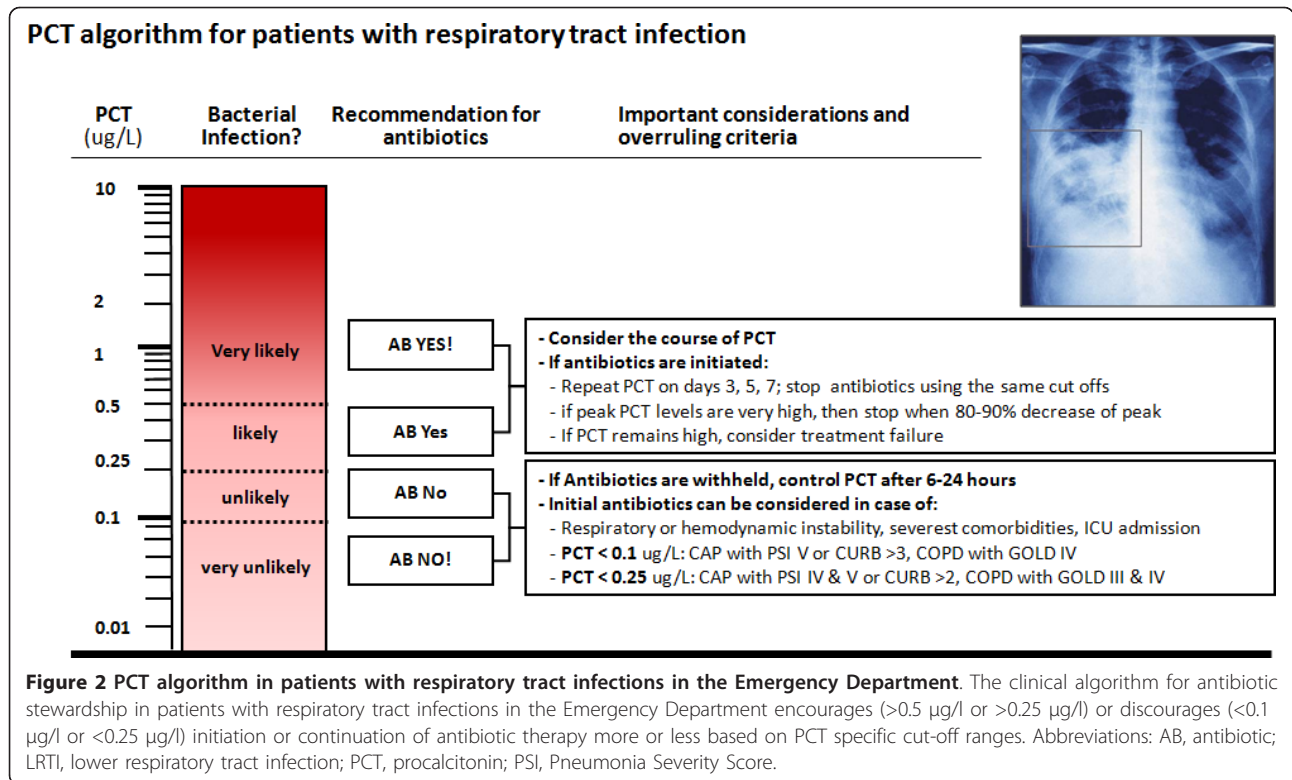 PCT algorithm for patients with respiratory tract infection
PCT
(ug/L)
Bacterial
Infection?
Recommendation for
antibiotics
Important considerations and
overruling criteria
10
2
1
0.5
0.25
0.1
0.01
Very likely
likely
unlikely
very unlikely
AB YES!
AB Yes
AB No
AB NO!
- Consider the course of PCT
- If antibiotics are initiated:
- Repeat PCT on days 3, 5, 7; stop antibiotics using the same cut offs
- if peak PCT levels are very high, then stop when 80-90% decrease of peak
- If PCT remains high, consider treatment failure
- If Antibiotics are withheld, control PCT after 6-24 hours
- Initial antibiotics can be considered in case of:
- Respiratory or hemodynamic instability, severest comorbidities, ICU admission
- PCT < 0.1 ug/L: CAP with PSI V or CURB >3, COPD with GOLD IV
- PCT < 0.25 ug/L: CAP with PSI IV & V or CURB >2, COPD with GOLD III & IV
Figure 2 PCT algorithm in patients with respiratory tract infections in the Emergency Department. The clinical algorithm for antibiotic
stewardship in patients with respiratory tract infections in the Emergency Department encourages (>0.5 μg/l or >0.25 μg/l) or discourages (<0.1
μg/l or <0.25 μg/l) initiation or continuation of antibiotic therapy more or less based on PCT specific cut-off ranges. Abbreviations: AB, antibiotic;
LRTI, lower respiratory tract infection; PCT, procalcitonin; PSI, Pneumonia Severity Score.